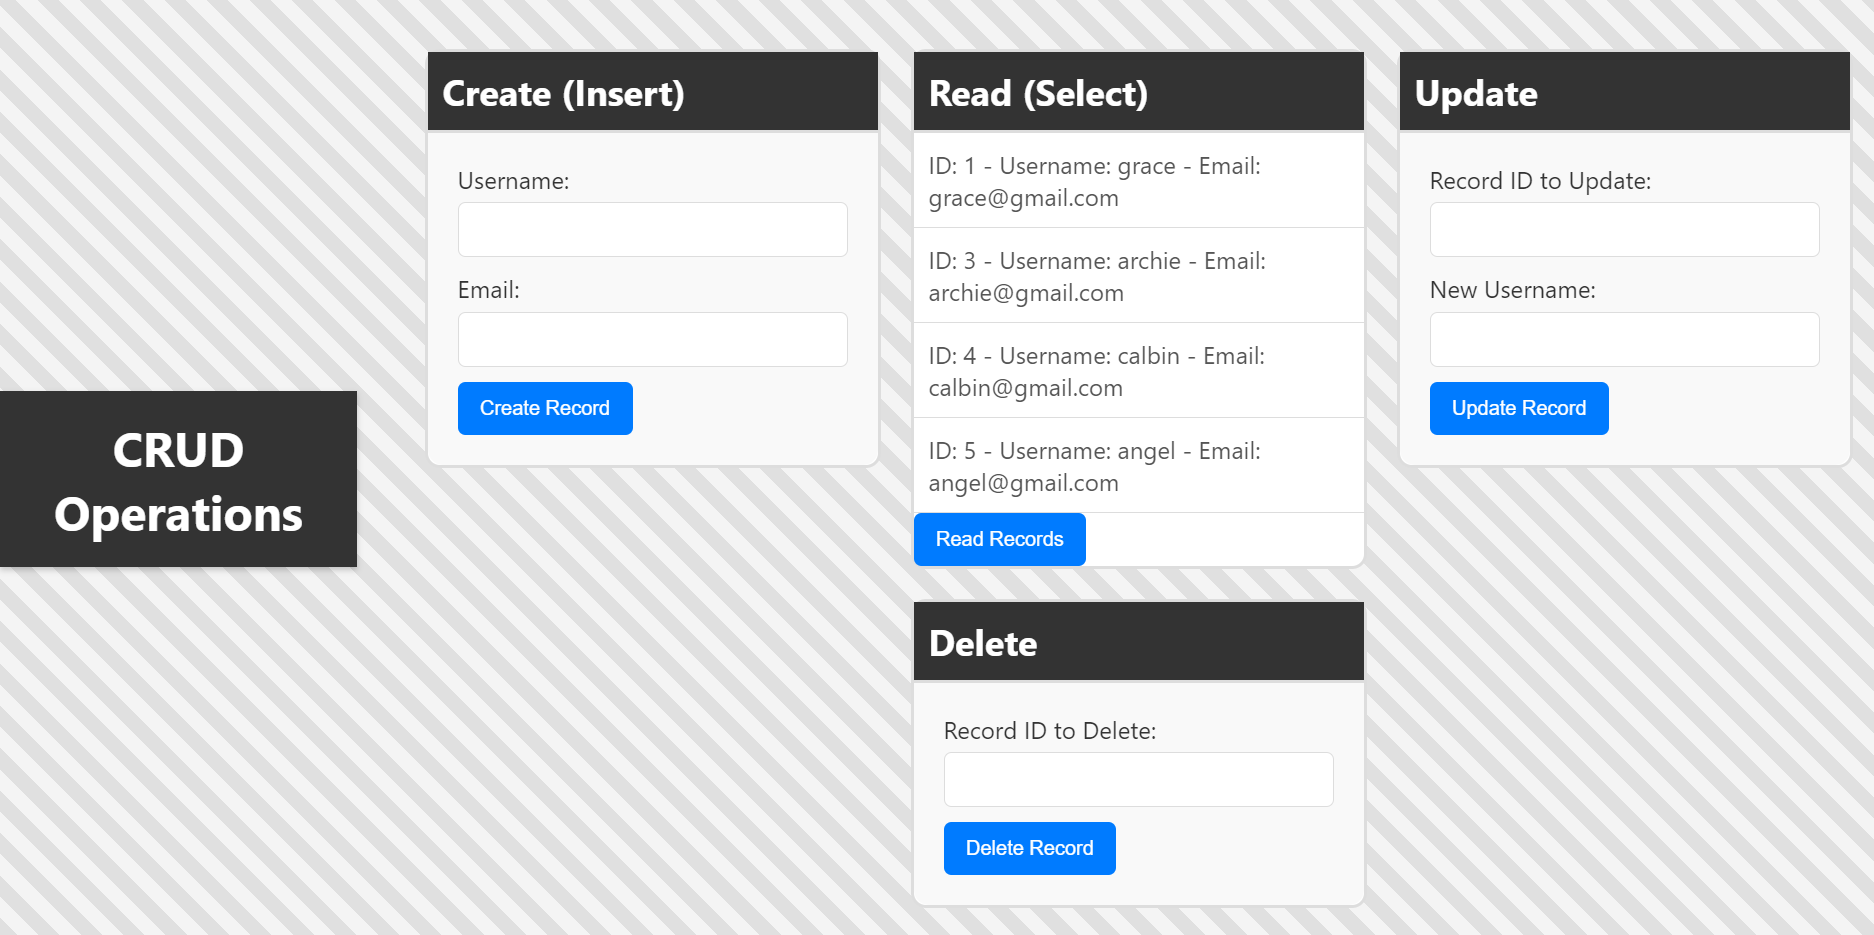 CRUD
Operations
Create (Insert)
Username:
Email:
Create Record
Read (Select)
ID: 1 - Username: grace - Email:
grace@gmail.com
ID: 3 - Username: archie - Email:
archie@gmail.com
ID: 4 - Username: calbin - Email:
calbin@gmail.com
ID: 5 - Username: angel - Email:
angel@gmail.com
Read Records
Update
Record ID to Update:
New Username:
Update Record
Delete
Record ID to Delete:
Delete Record